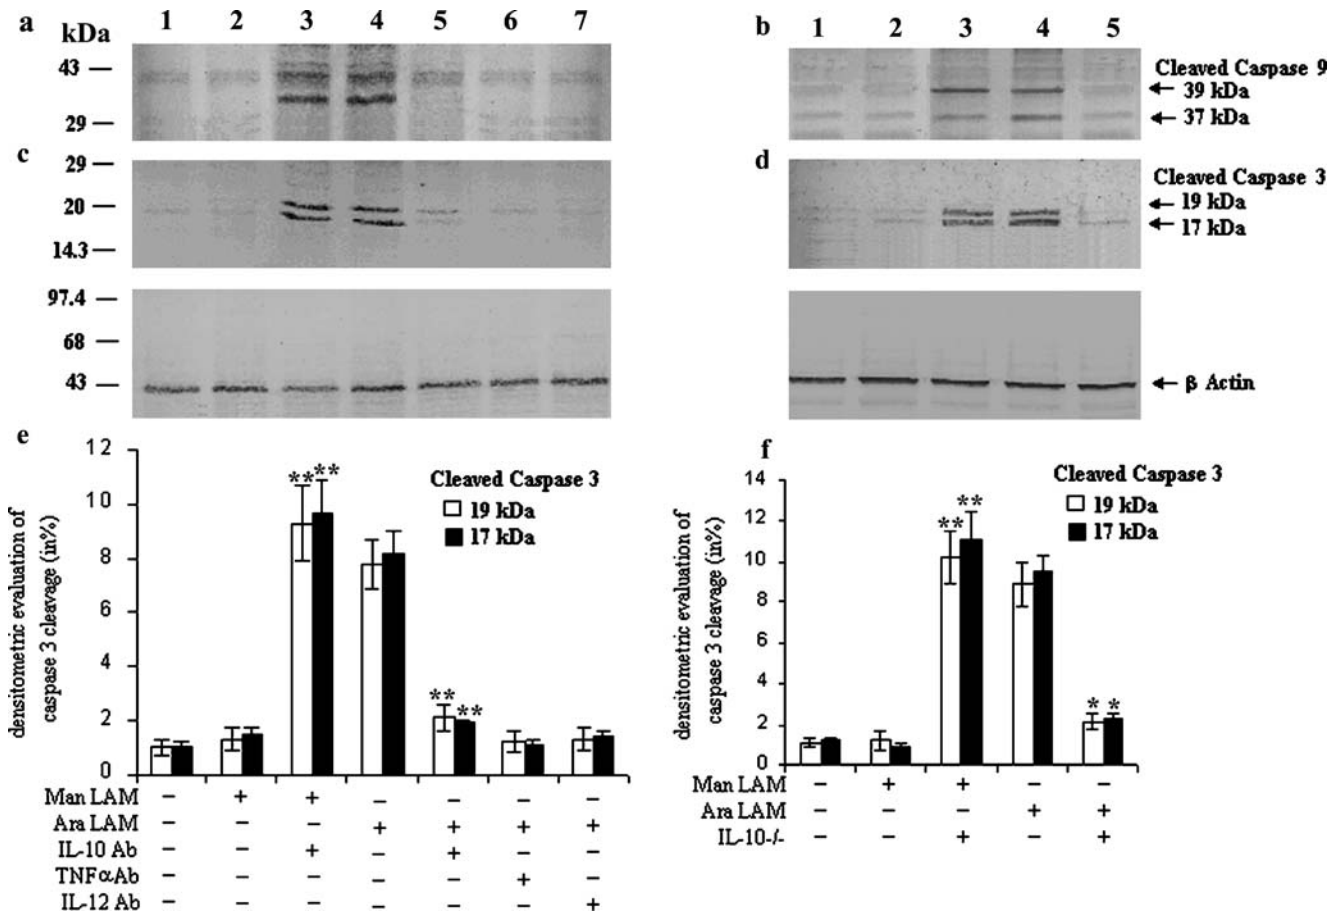 a
1 2 3 4 5 6 7
kDa
43
29
b
1 2 3 4 5
Cleaved Caspase 9
39 kDa
37 kDa
c
29
20
14.3
d
Cleaved Caspase 3
19 kDa
17 kDa
97.4
68
43
β Actin
e
12
10
8
6
4
2
0
densitometric evaluation of
caspase 3 cleavage (in%)
Cleaved Caspase 3
19 kDa
17 kDa
** **
** **
Man LAM – + + – – – –
Ara LAM – – – + + + +
IL-10 Ab – – + – + – –
TNFαAb – – – – – + –
IL-12 Ab – – – – – – +
f
14
12
10
8
6
4
2
0
densitometric evaluation of
caspase 3 cleavage (in%)
Cleaved Caspase 3
19 kDa
17 kDa
** **
* *
Man LAM – + + – +
Ara LAM – – – + +
IL-10-/- – – + – +